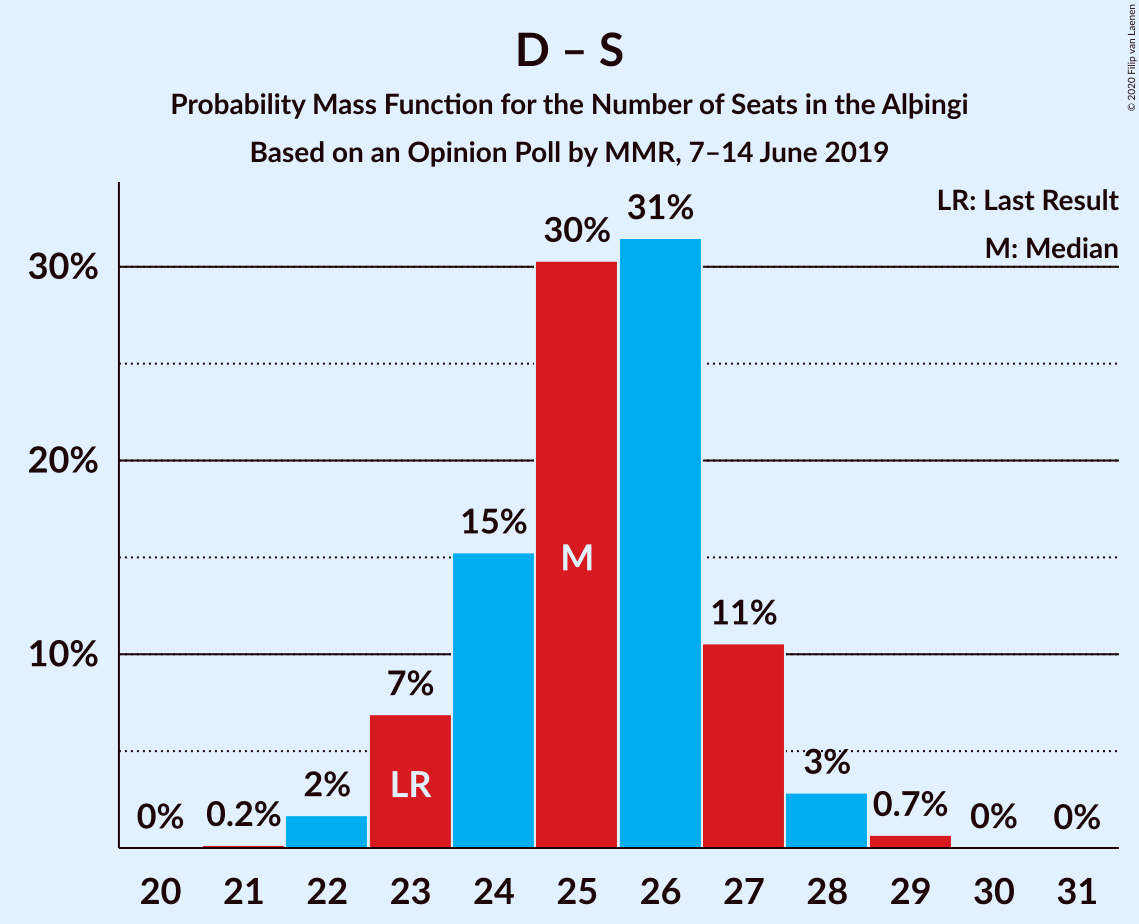 D – S
Probability Mass Function for the Number of Seats in the Alþingi
Based on an Opinion Poll by MMR, 7–14 June 2019
© 2020 Filip van Laenen
LR: Last Result
M: Median
30%
20%
10%
0%
0.2%
2%
7%
15%
30%
31%
11%
3%
0.7%
0%
0%
LR
M
20 21 22 23 24 25 26 27 28 29 30 31